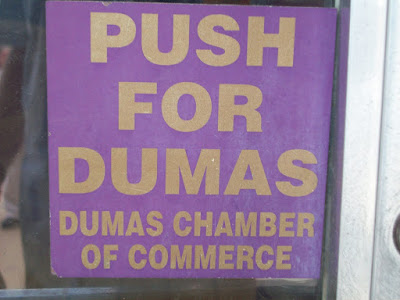 PUSH
FOR
DUMAS
DUMAS CHAMBER
OF COMMERCE